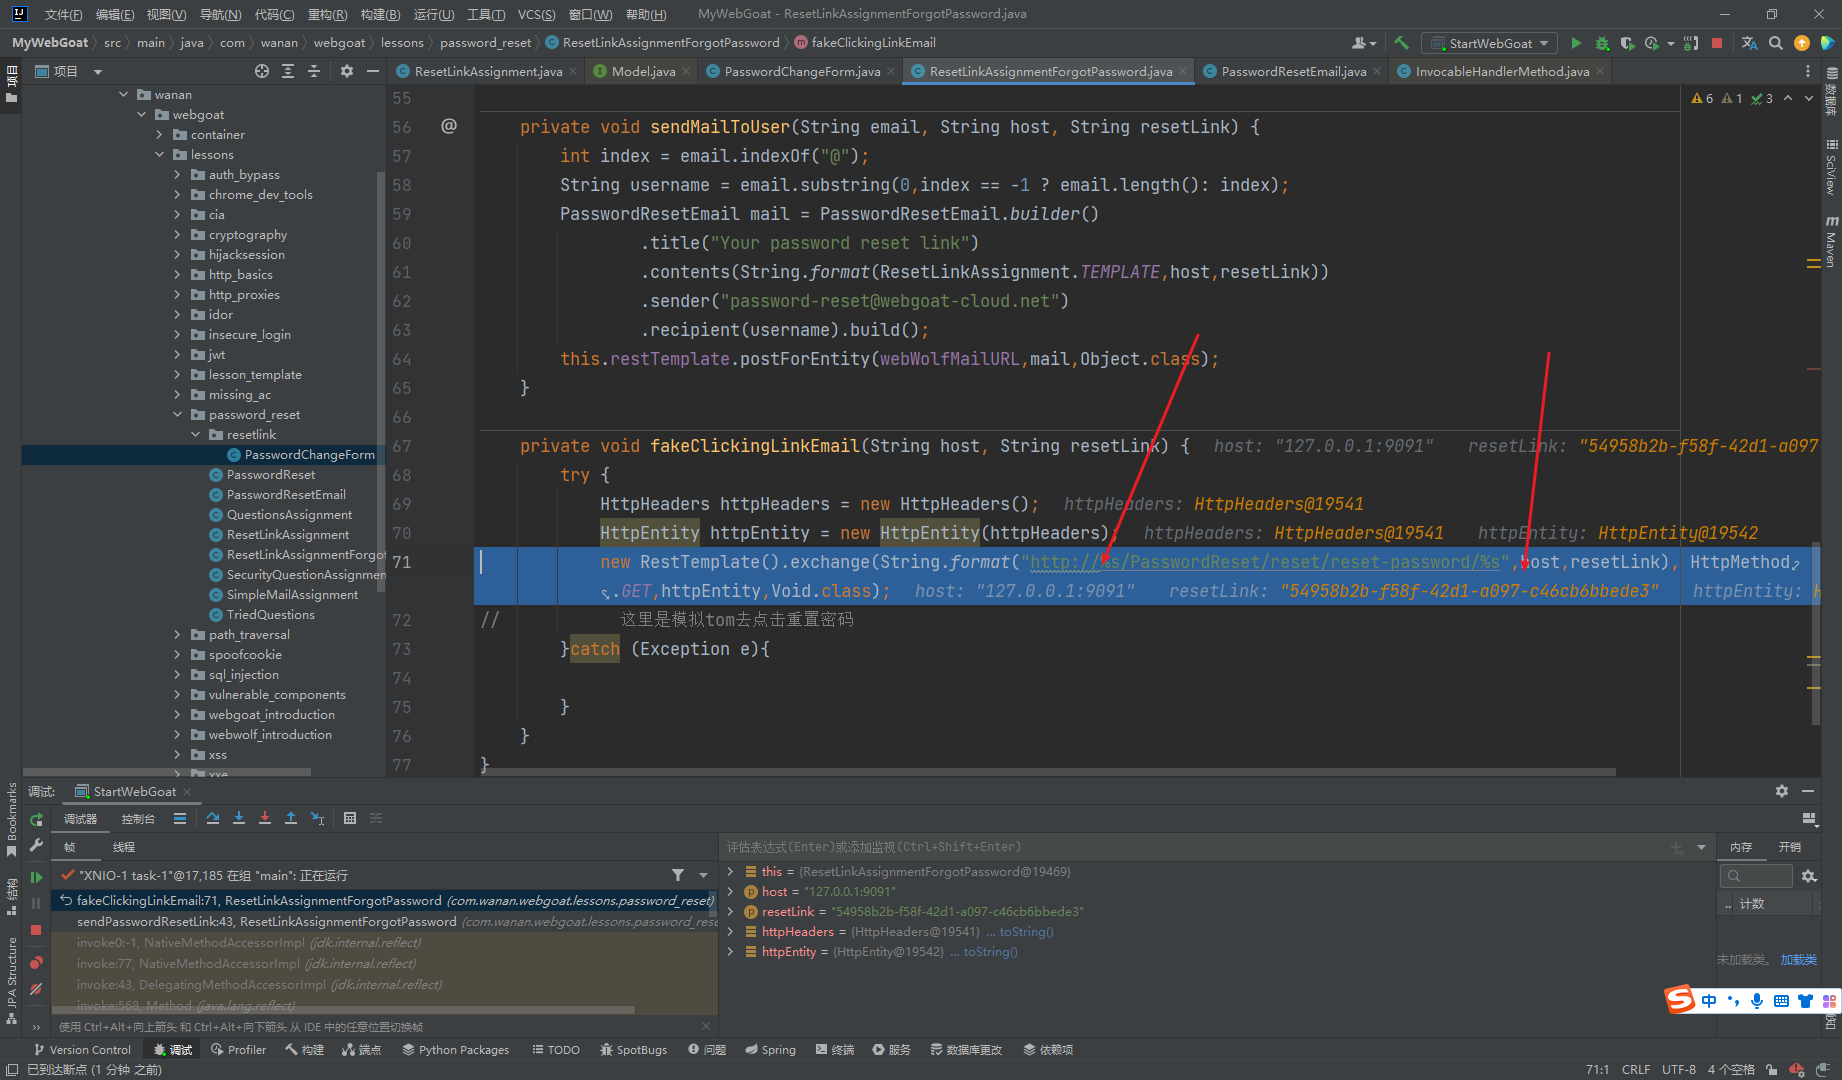 文件(F) 编辑(E) 视图(V) 导航(N) 代码(C) 重构(R) 构建(B) 运行(U) 工具(T) VCS(S) 窗口(W) 帮助(H) MyWebGoat - ResetLinkAssignmentForgotPassword.java
MyWebGoat src main java com wanan webgoat lessons password_reset ResetLinkAssignmentForgotPassword fakeClickingLinkEmail StartWebGoat
项目 ResetLinkAssignment.java Model.java PasswordChangeForm.java ResetLinkAssignmentForgotPassword.java PasswordResetEmail.java InvocableHandlerMethod.java
项目
wanan
webgoat
container
lessons
auth_bypass
chrome_dev_tools
cia
cryptography
hijacksession
http_basics
http_proxies
idor
insecure_login
jwt
lesson_template
missing_ac
password_reset
resetlink
PasswordChangeForm
PasswordReset
PasswordResetEmail
QuestionsAssignment
ResetLinkAssignment
ResetLinkAssignmentForgot
SecurityQuestionAssignmen
SimpleMailAssignment
TriedQuestions
path_traversal
spoofcookie
sql_injection
vulnerable_components
webgoat_introduction
webwolf_introduction
xss
xxe
6 1 3
55
56 @ private void sendMailToUser(String email, String host, String resetLink) {
57 int index = email.indexOf("@");
58 String username = email.substring(0,index == -1 ? email.length(): index);
59 PasswordResetEmail mail = PasswordResetEmail.builder()
60 .title("Your password reset link")
61 .contents(String.format(ResetLinkAssignment.TEMPLATE,host,resetLink))
62 .sender("password-reset@webgoat-cloud.net")
63 .recipient(username).build();
64 this.restTemplate.postForEntity(webWolfMailURL,mail,Object.class);
65 }
66
67 private void fakeClickingLinkEmail(String host, String resetLink) { host: "127.0.0.1:9091" resetLink: "54958b2b-f58f-42d1-a097-
68 try {
69 HttpHeaders httpHeaders = new HttpHeaders(); httpHeaders: HttpHeaders@19541
70 HttpEntity httpEntity = new HttpEntity(httpHeaders); httpHeaders: HttpHeaders@19541 httpEntity: HttpEntity@19542
71 new RestTemplate().exchange(String.format("http://%s/PasswordReset/reset/reset-password/%s",host,resetLink), HttpMethod
.GET,httpEntity,Void.class); host: "127.0.0.1:9091" resetLink: "54958b2b-f58f-42d1-a097-c46cb6bbede3" httpEntity: H
72 // 这里是模拟tom去点击重置密码
73 }catch (Exception e){
74
75 }
76 }
77 }
数据库
SciView
Maven
Bookmarks
结构
JPA Structure
调试: StartWebGoat
调试器 控制台
帧 线程
"XNIO-1 task-1"@17,185 在组 "main": 正在运行
fakeClickingLinkEmail:71, ResetLinkAssignmentForgotPassword (com.wanan.webgoat.lessons.password_reset)
sendPasswordResetLink:43, ResetLinkAssignmentForgotPassword (com.wanan.webgoat.lessons.password_rese
invoke0:-1, NativeMethodAccessorImpl (jdk.internal.reflect)
invoke:77, NativeMethodAccessorImpl (jdk.internal.reflect)
invoke:43, DelegatingMethodAccessorImpl (jdk.internal.reflect)
invoke:568, Method (java.lang.reflect)
使用 Ctrl+Alt+向上箭头 和 Ctrl+Alt+向下箭头 从 IDE 中的任意位置切换帧
评估表达式(Enter)或添加监视(Ctrl+Shift+Enter)
this = {ResetLinkAssignmentForgotPassword@19469}
host = "127.0.0.1:9091"
resetLink = "54958b2b-f58f-42d1-a097-c46cb6bbede3"
httpHeaders = {HttpHeaders@19541} ... toString()
httpEntity = {HttpEntity@19542} ... toString()
内存 开销
.. 计数
未加载类。 加载类
中
Version Control 调试 Profiler 构建 端点 Python Packages TODO SpotBugs 问题 Spring 终端 服务 数据库更改 依赖项
已到达断点 (1 分钟 之前) 71:1 CRLF UTF-8 4 个空格